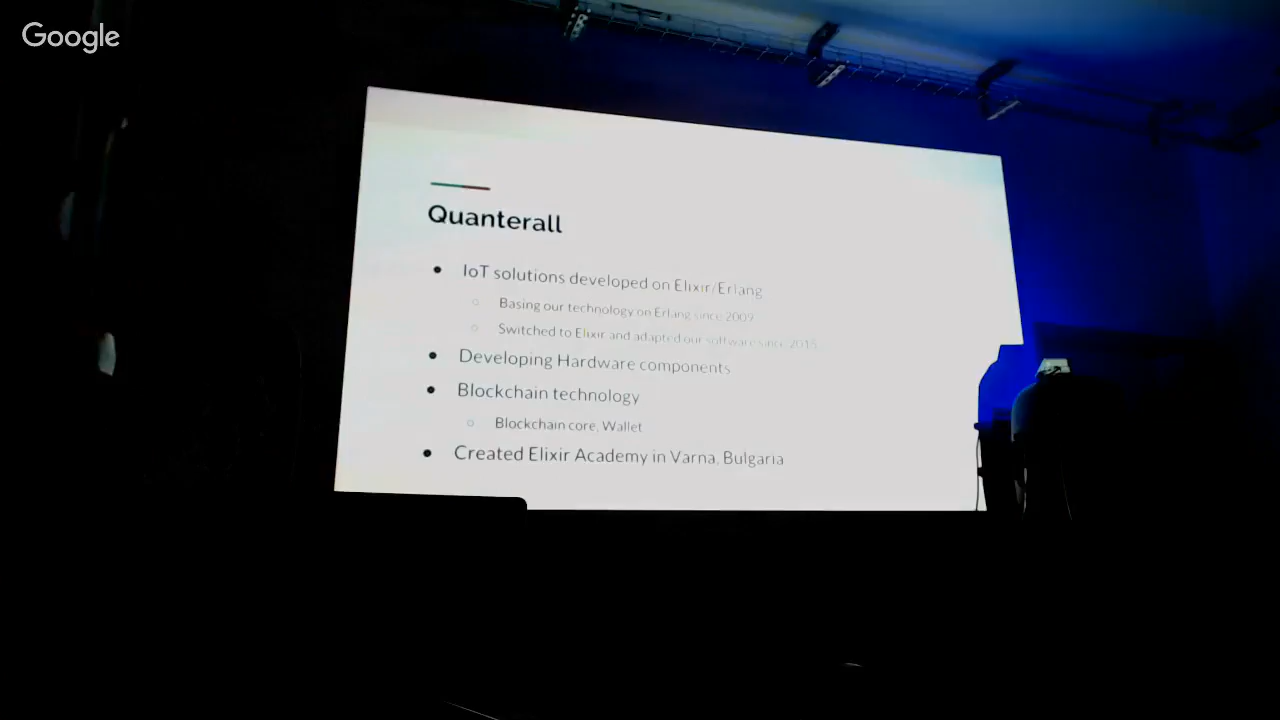 Google
Quanterall
IoT solutions developed on Elixir/Erlang
Basing our technology on Erlang since 2009
Switched to Elixir and adapted our software since 2015
Developing Hardware components
Blockchain technology
Blockchain core, Wallet
Created Elixir Academy in Varna, Bulgaria